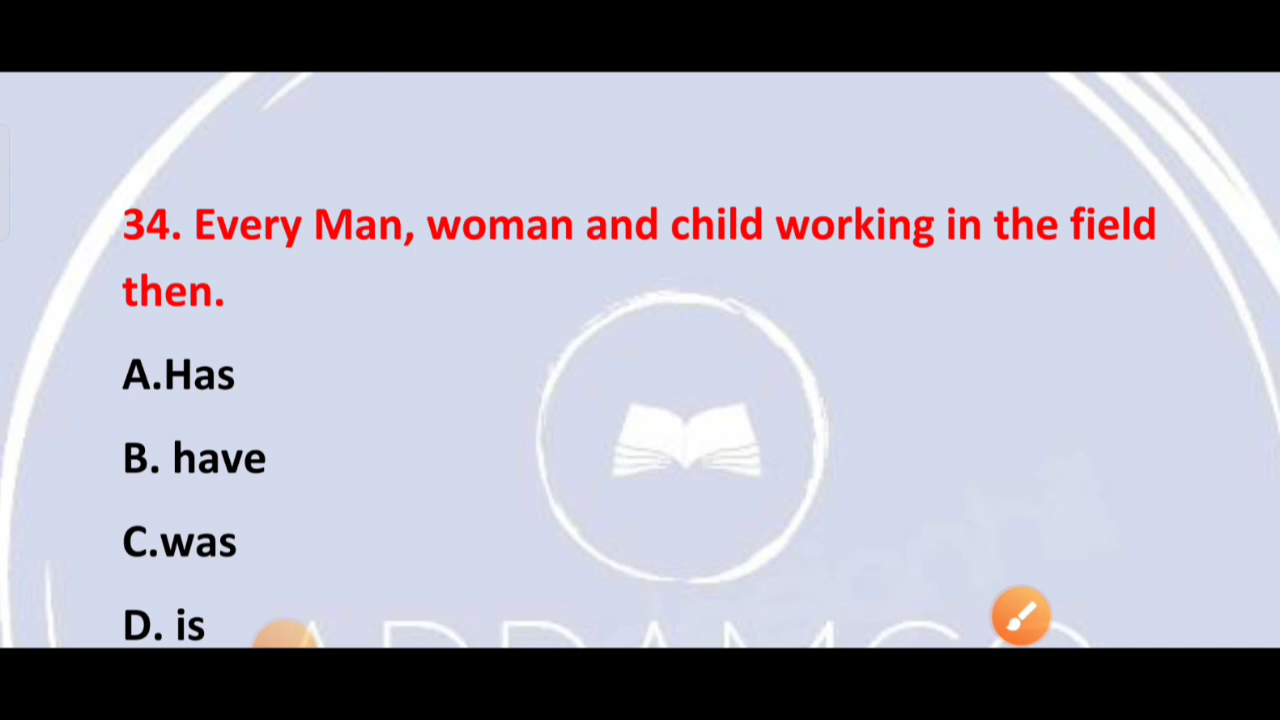 34. Every Man, woman and child working in the field
then.
A.Has
B. have
C.was
D. is